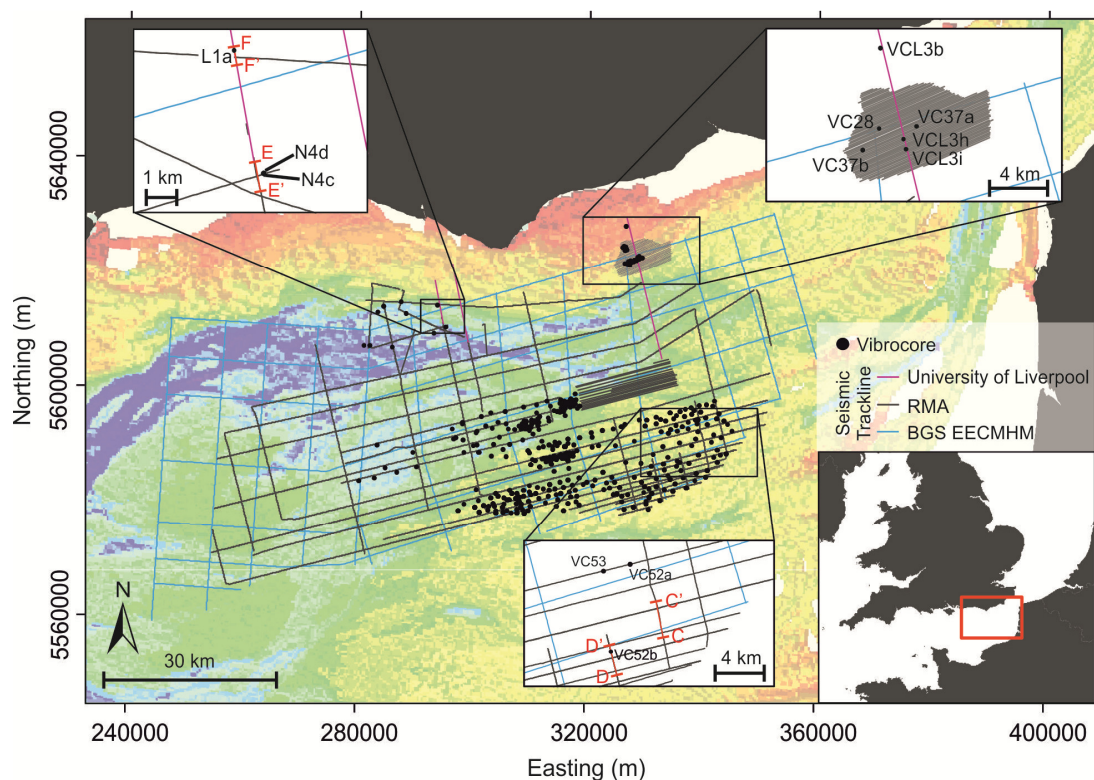 F
L1a
F'
E
N4d
N4c
E'
1 km
VCL3b
VC28
VC37a
VCL3h
VC37b
VCL3i
4 km
5640000
5600000
5560000
Northing (m)
Vibrocore
Seismic
Trackline
University of Liverpool
RMA
BGS EECMHM
VC53
VC52a
C'
D'
C
VC52b
D
4 km
N
30 km
240000
280000
320000
360000
400000
Easting (m)